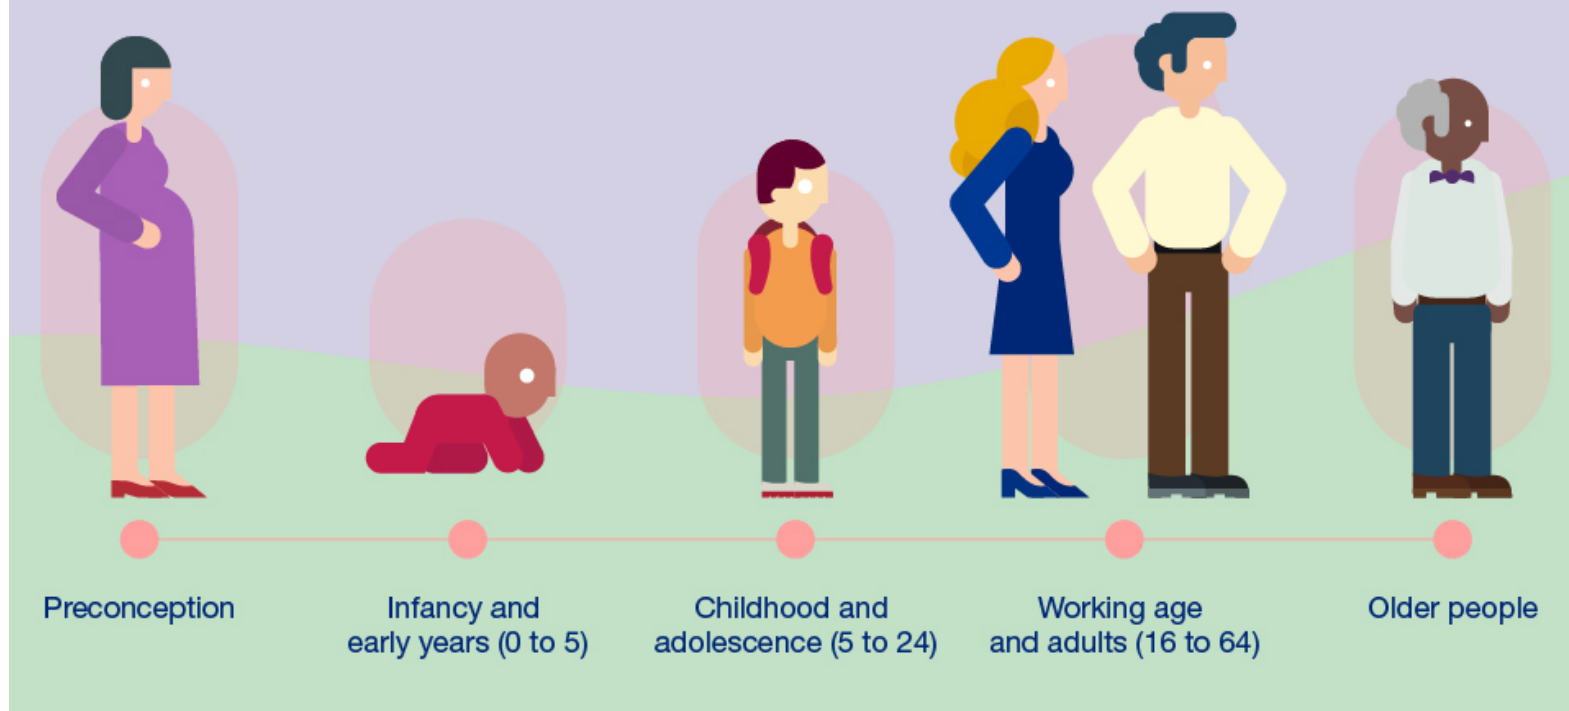 Preconception
Infancy and
early years (0 to 5)
Childhood and
adolescence (5 to 24)
Working age
and adults (16 to 64)
Older people